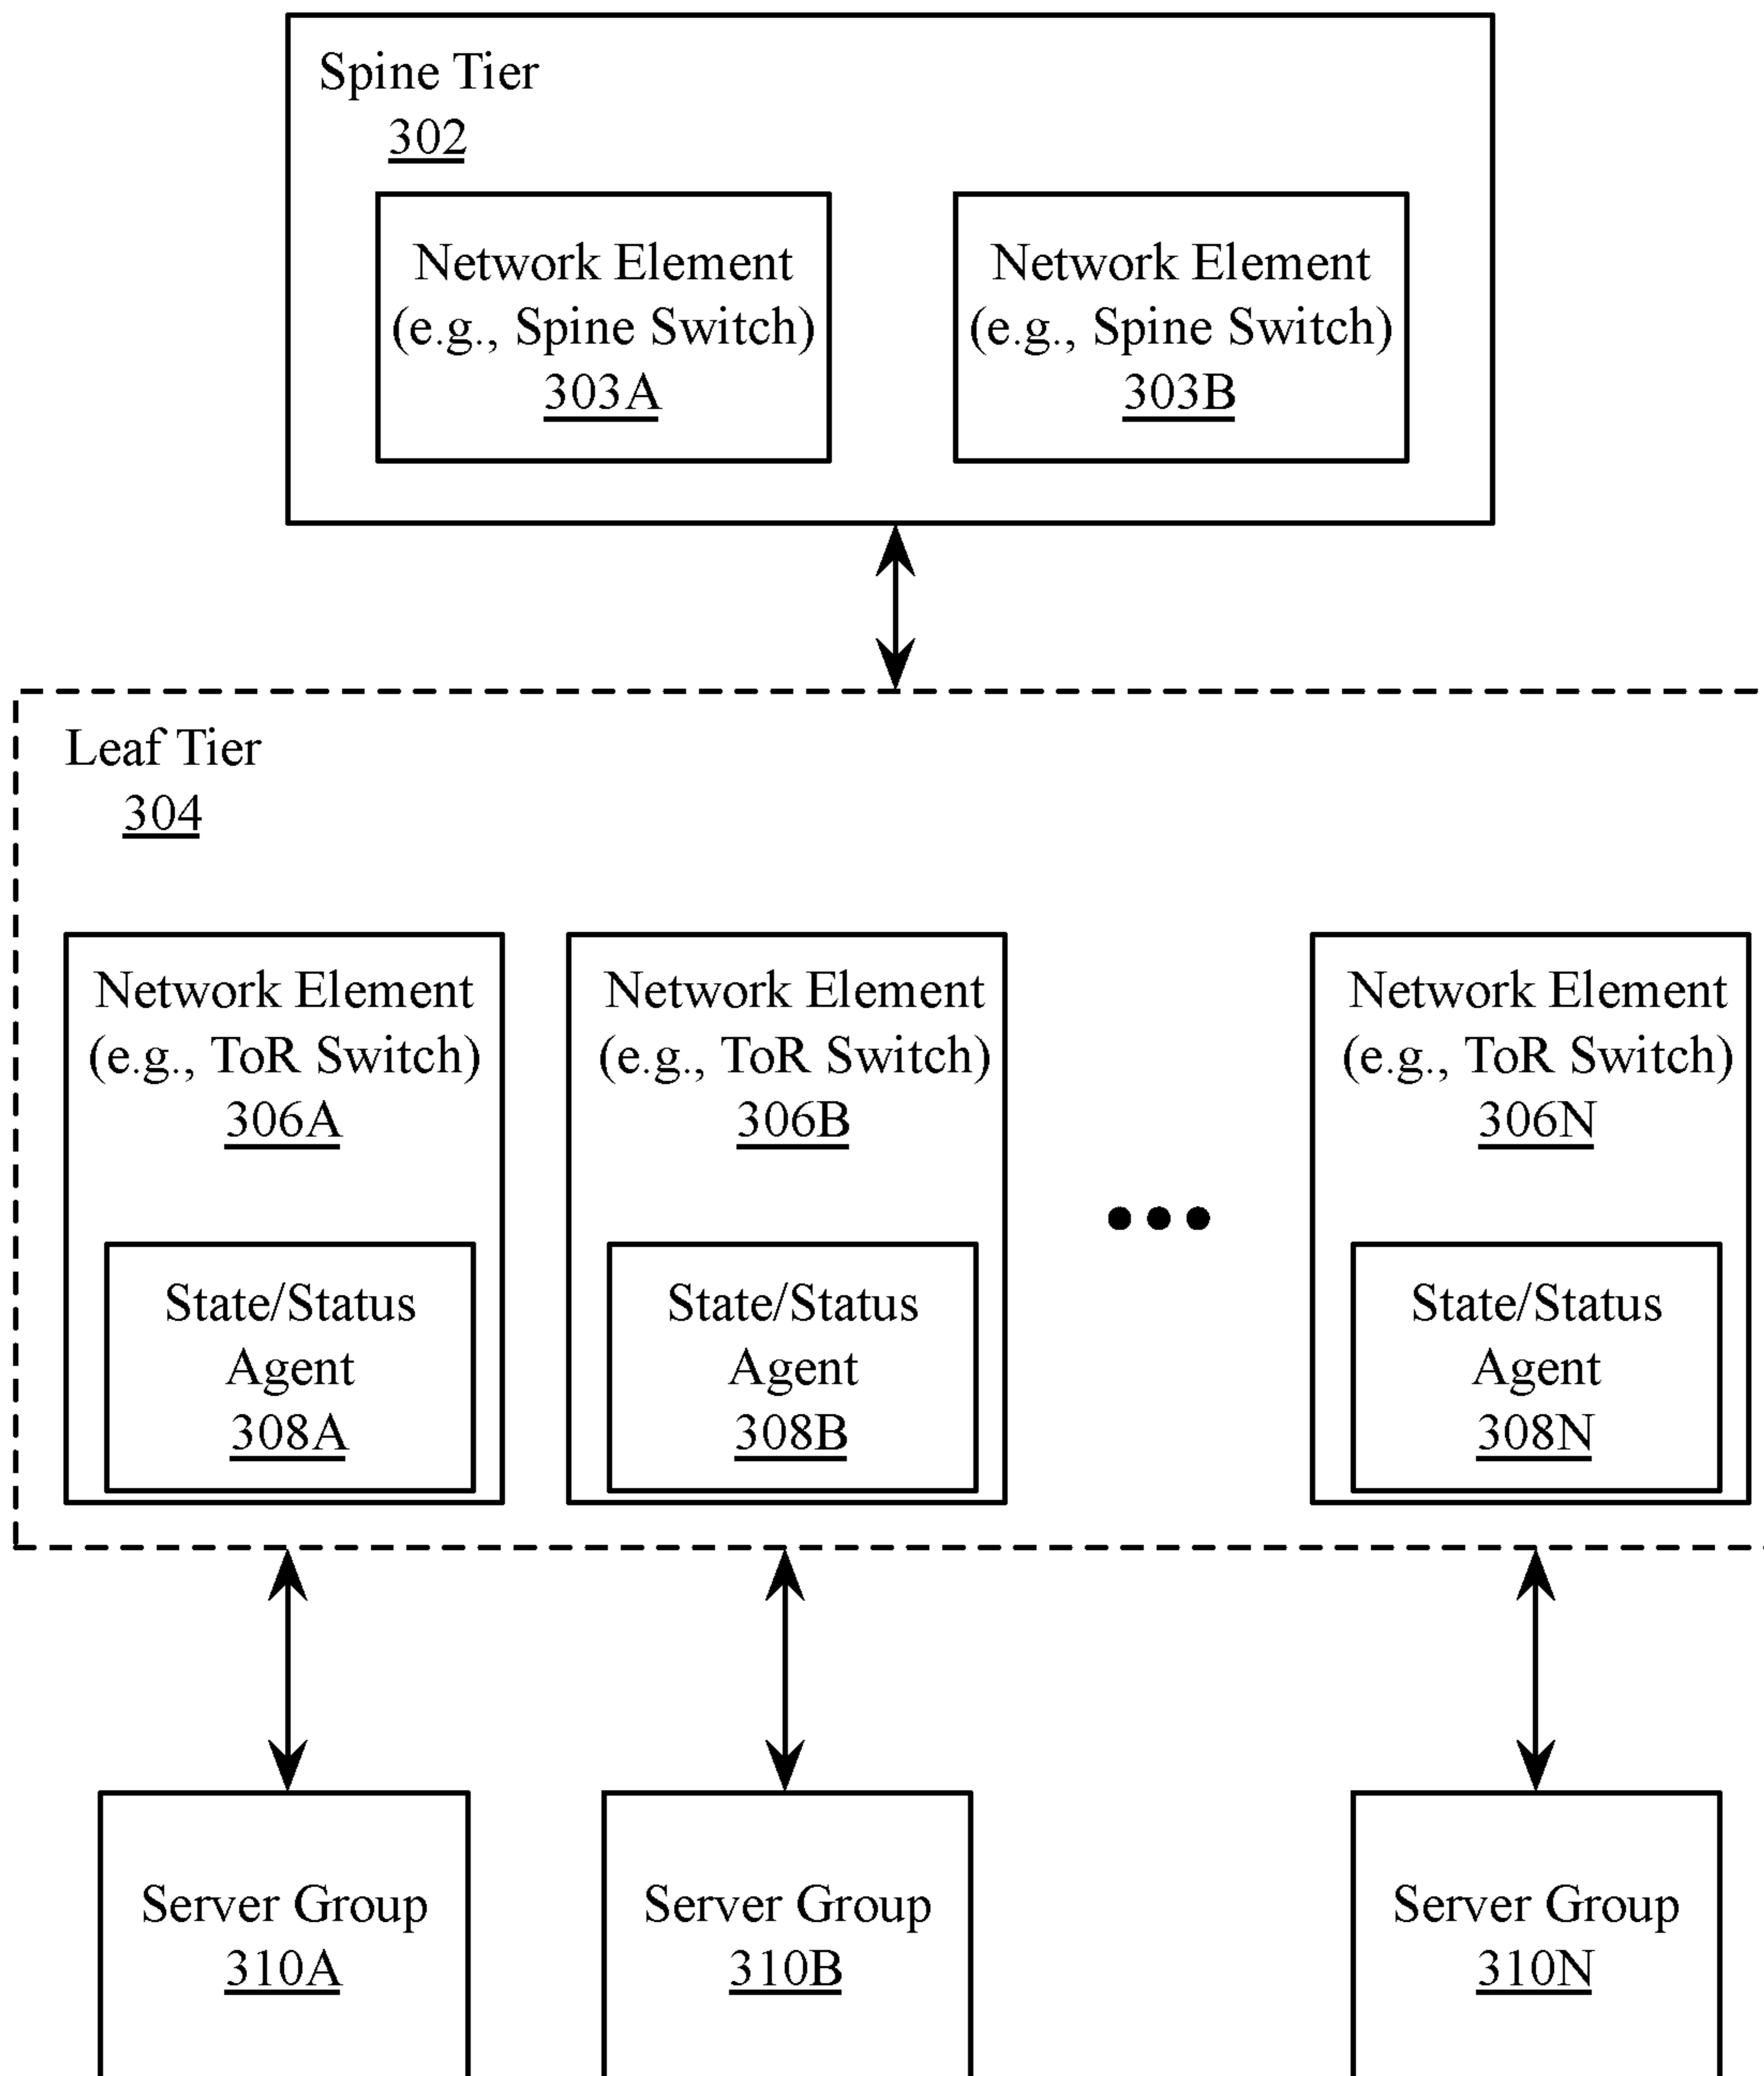 Spine Tier
302
Network Element
(e.g., Spine Switch)
303A
Network Element
(e.g., Spine Switch)
303B
Leaf Tier
304
Network Element
(e.g., ToR Switch)
306A
State/Status
Agent
308A
Network Element
(e.g., ToR Switch)
306B
State/Status
Agent
308B
Network Element
(e.g., ToR Switch)
306N
State/Status
Agent
308N
Server Group
310A
Server Group
310B
Server Group
310N